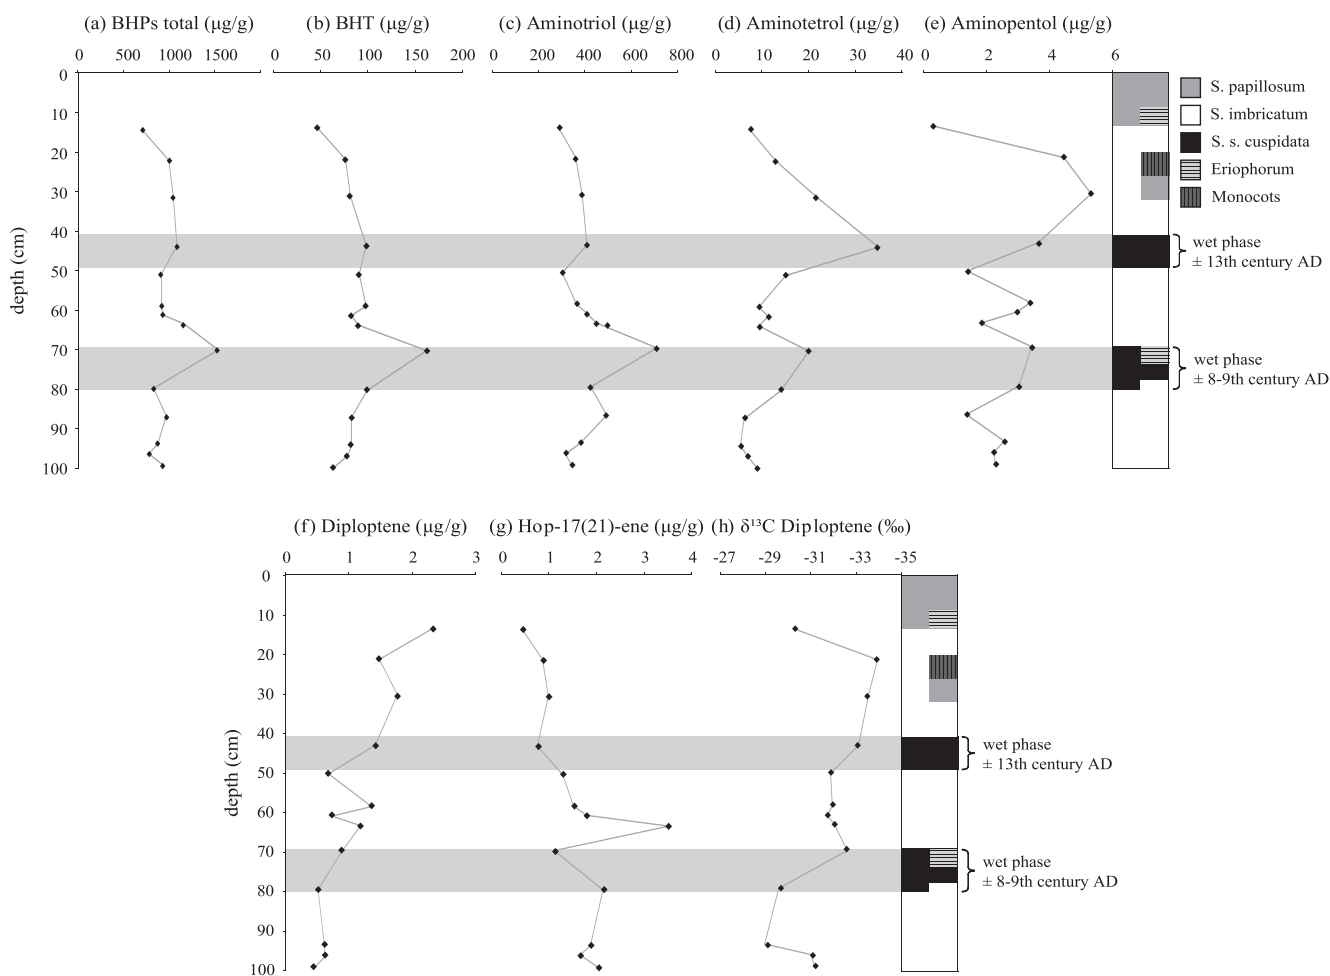 (a) BHPs total (µg/g) (b) BHT (µg/g) (c) Aminotriol (µg/g) (d) Aminotetrol (µg/g) (e) Aminopentol (µg/g)
0 500 1000 1500 0 50 100 150 200 0 200 400 600 800 0 10 20 30 40 0 2 4 6
0
10
20
30
40
50
60
70
80
90
100
depth (cm)
S. papillosum
S. imbricatum
S. s. cuspidata
Eriophorum
Monocots
wet phase
± 13th century AD
wet phase
± 8-9th century AD
(f) Diploptene (µg/g) (g) Hop-17(21)-ene (µg/g) (h) δ¹³C Diploptene (‰)
0 1 2 3 0 1 2 3 4 -27 -29 -31 -33 -35
0
10
20
30
40
50
60
70
80
90
100
depth (cm)
wet phase
± 13th century AD
wet phase
± 8-9th century AD